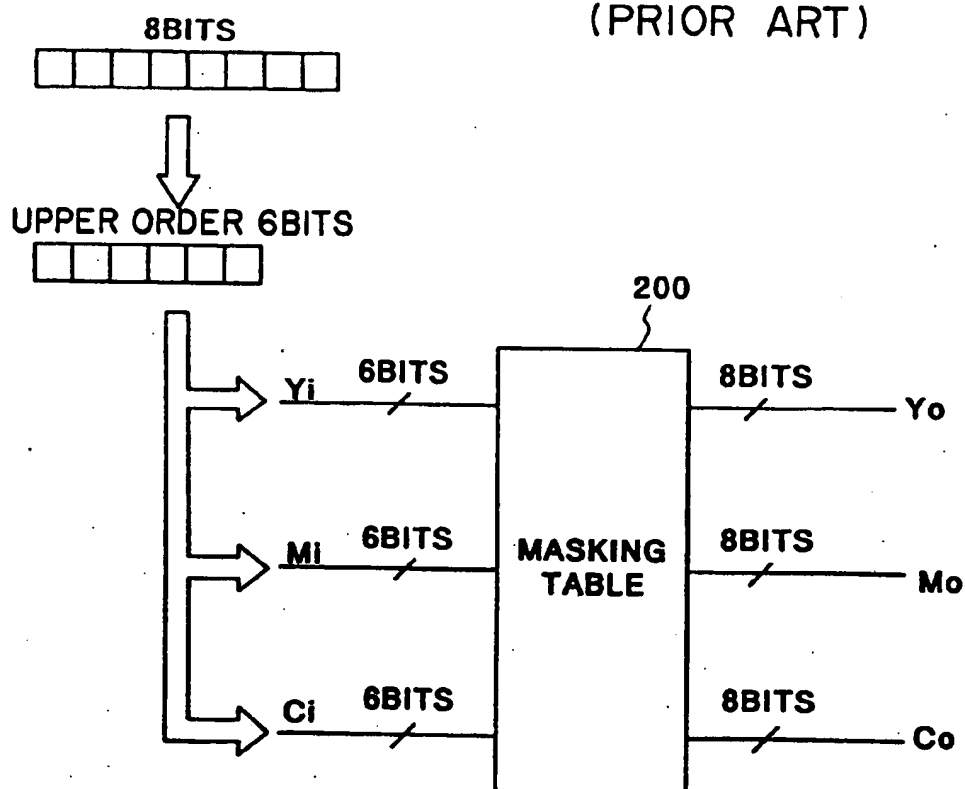 (PRIOR ART)
8BITS
UPPER ORDER 6BITS
200
Yi
6BITS
8BITS
Yo
Mi
6BITS
MASKING
TABLE
8BITS
Mo
Ci
6BITS
8BITS
Co